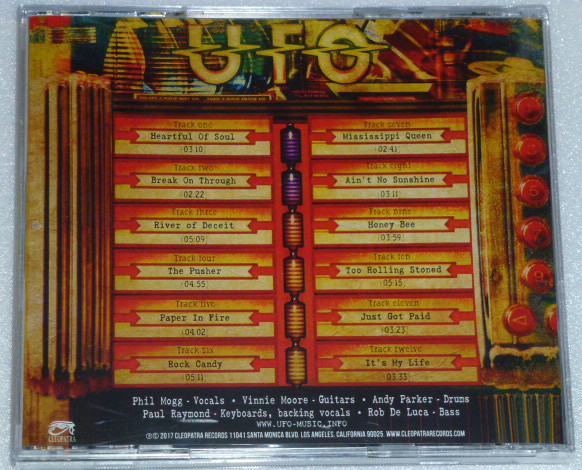 UFO
Track one
Heartful Of Soul
(03:10)
Track two
Break On Through
(02.22)
Track three
River of Deceit
(05:09)
Track four
The Pusher
(04.55)
Track five
Paper In Fire
(04.02)
Track six
Rock Candy
(05.11)
Track seven
Mississippi Queen
(02:41)
Track eight
Ain't No Sunshine
(03.11)
Track nine
Honey Bee
(03.59)
Track ten
Too Rolling Stoned
(05.15)
Track eleven
Just Got Paid
(03.23)
Track twelve
It's My Life
(03.33)
Phil Mogg - Vocals • Vinnie Moore - Guitars • Andy Parker - Drums
Paul Raymond - Keyboards, backing vocals • Rob De Luca - Bass
WWW.UFO-MUSIC.INFO
CLEOPATRA
℗ © 2017 CLEOPATRA RECORDS 11041 SANTA MONICA BLVD. LOS ANGELES, CALIFORNIA 90025 WWW.CLEOPATRARECORDS.COM